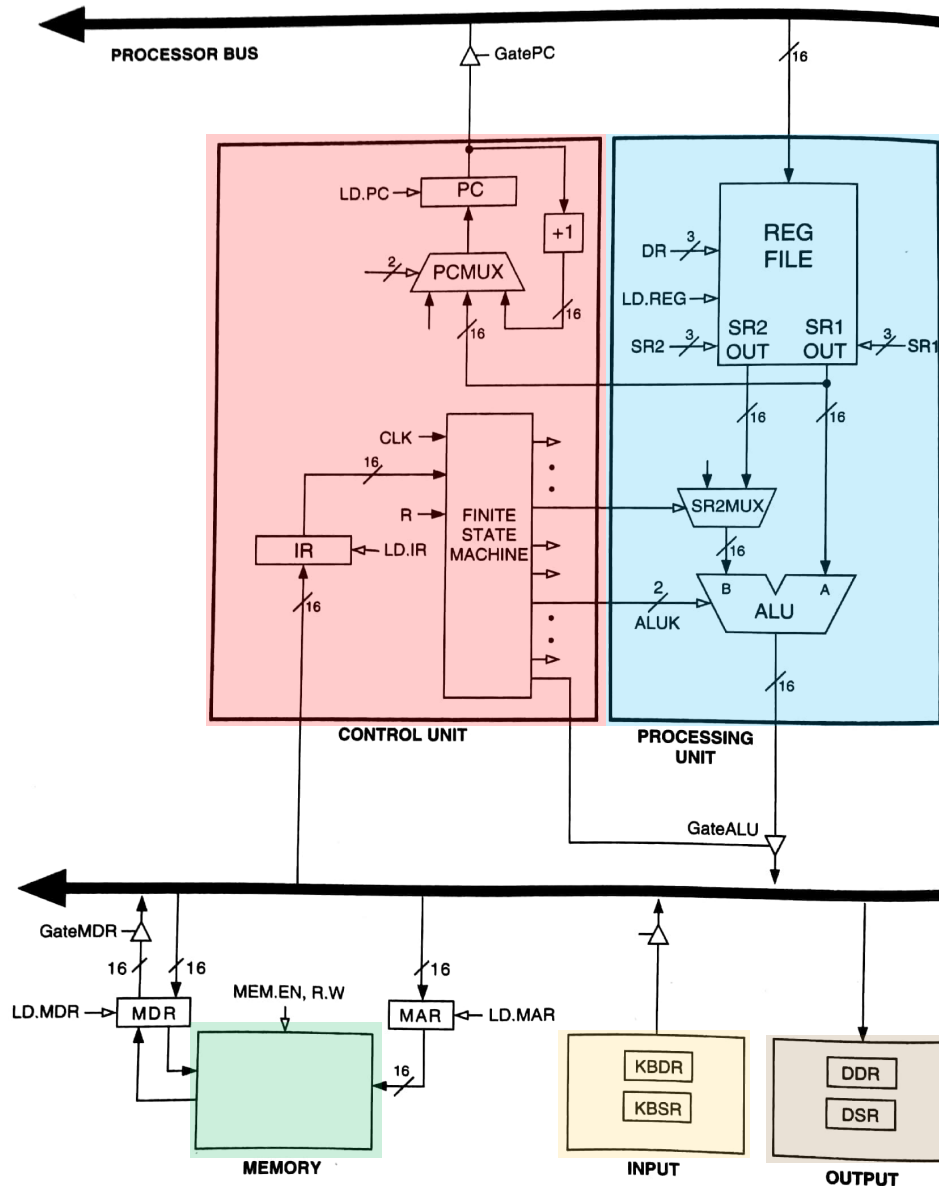 PROCESSOR BUS
GatePC
16
LD.PC
PC
+1
2
PCMUX
16
16
REG
FILE
DR
3
LD.REG
SR2
3
SR2
OUT
SR1
OUT
3
SR1
16
16
CLK
16
R
FINITE
STATE
MACHINE
IR
LD.IR
16
SR2MUX
16
B
A
ALU
2
ALUK
16
CONTROL UNIT
PROCESSING
UNIT
GateALU
GateMDR
16
16
16
LD.MDR
MDR
MEM.EN, R.W
MAR
LD.MAR
16
KBDR
KBSR
DDR
DSR
MEMORY
INPUT
OUTPUT